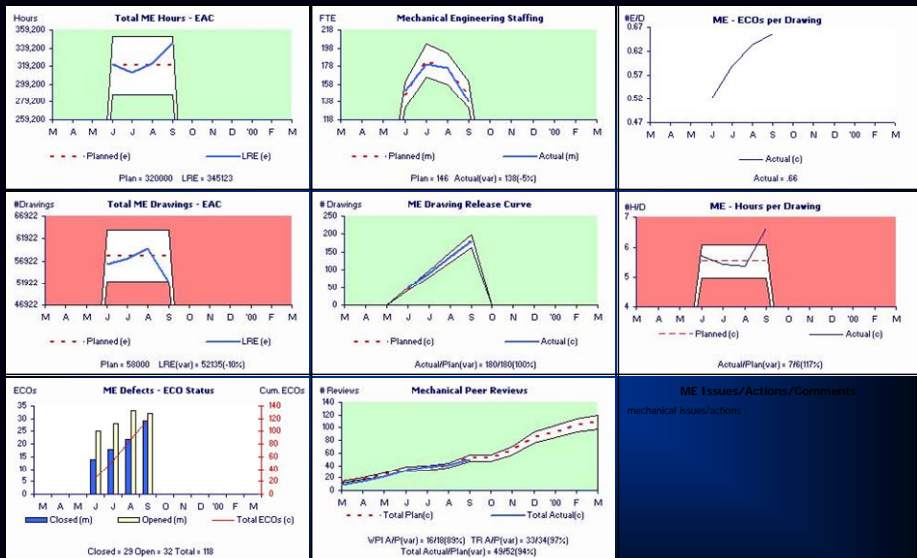 Hours Total ME Hours - EAC
359,200
339,200
319,200
299,200
279,200
259,200
M A M J J A S O N D '00 F M
Planned (e) LRE (e)
Plan = 320000 LRE = 345123
FTE Mechanical Engineering Staffing
218
198
178
158
138
118
M A M J J A S O N D '00 F M
Planned (m) Actual (m)
Plan = 146 Actual(var) = 138(-5%)
#E/D ME - ECOs per Drawing
0.67
0.62
0.57
0.52
0.47
M A M J J A S O N D '00 F M
Actual (c)
Actual = .66
#Drawings Total ME Drawings - EAC
66922
61922
56922
51922
46922
M A M J J A S O N D '00 F M
Planned (e) LRE (e)
Plan = 58000 LRE(var) = 52135(-10%)
# Drawings ME Drawing Release Curve
250
200
150
100
50
0
M A M J J A S O N D '00 F M
Planned (c) Actual (c)
Actual/Plan(var) = 180/180(100%)
#H/D ME - Hours per Drawing
7
6
5
4
M A M J J A S O N D '00 F M
Planned (c) Actual (c)
Actual/Plan(var) = 7/6(117%)
ECOs ME Defects - ECO Status Cum. ECOs
35
30
25
20
15
10
5
0
140
120
100
80
60
40
20
0
M A M J J A S O N D '00 F M
Closed (m) Opened (m) Total ECOs (c)
Closed = 29 Open = 32 Total = 118
# Reviews Mechanical Peer Reviews
140
120
100
80
60
40
20
0
M A M J J A S O N D '00 F M
Total Plan(c) Total Actual(c)
WPI A/P(var) = 16/18(89%) TR A/P(var) = 33/34(97%)
Total Actual/Plan(var) = 49/52(94%)
ME Issues/Actions/Comments
mechanical issues/actions